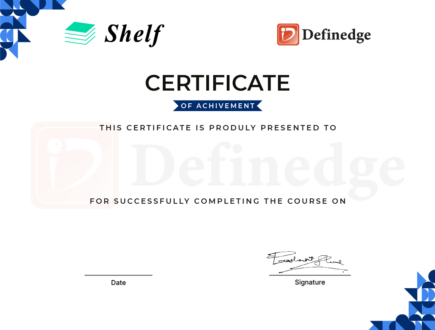 Shelf
Definedge
CERTIFICATE
OF ACHIVEMENT
THIS CERTIFICATE IS PRODULY PRESENTED TO
Definedge
FOR SUCCESSFULLY COMPLETING THE COURSE ON
Date
Signature